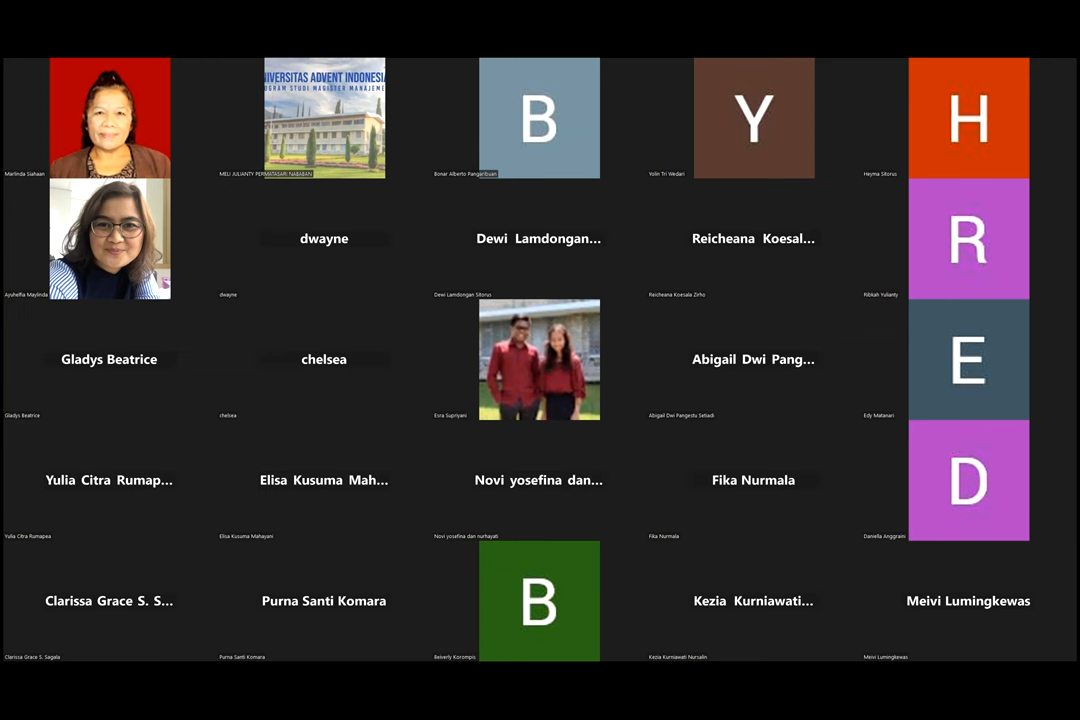 UNIVERSITAS ADVENT INDONESIA
PROGRAM STUDI MAGISTER MANAJEMEN
B
Y
H
Marlinda Siahaan
MELI JULIANTY PERMATASARI NABABAN
Bonar Alberto Pangaribuan
Yolin Tri Wedari
Heyma Sitorus
dwayne
Dewi Lamdongan...
Reicheana Koesal...
R
Ayuhelfia Maylinda
dwayne
Dewi Lamdongan Sitorus
Reicheana Koesala Zirho
Ribkah Yulianty
Gladys Beatrice
chelsea
Abigail Dwi Pang...
E
Gladys Beatrice
chelsea
Esra Supriyani
Abigail Dwi Pangestu Setiadi
Edy Matanari
Yulia Citra Rumap...
Elisa Kusuma Mah...
Novi yosefina dan...
Fika Nurmala
D
Yulia Citra Rumapea
Elisa Kusuma Mahayani
Novi yosefina dan nurhayati
Fika Nurmala
Daniella Anggraini
Clarissa Grace S. S...
Purna Santi Komara
B
Kezia Kurniawati...
Meivi Lumingkewas
Clarissa Grace S. Sagala
Purna Santi Komara
Beiverly Korompis
Kezia Kurniawati Nursalin
Meivi Lumingkewas